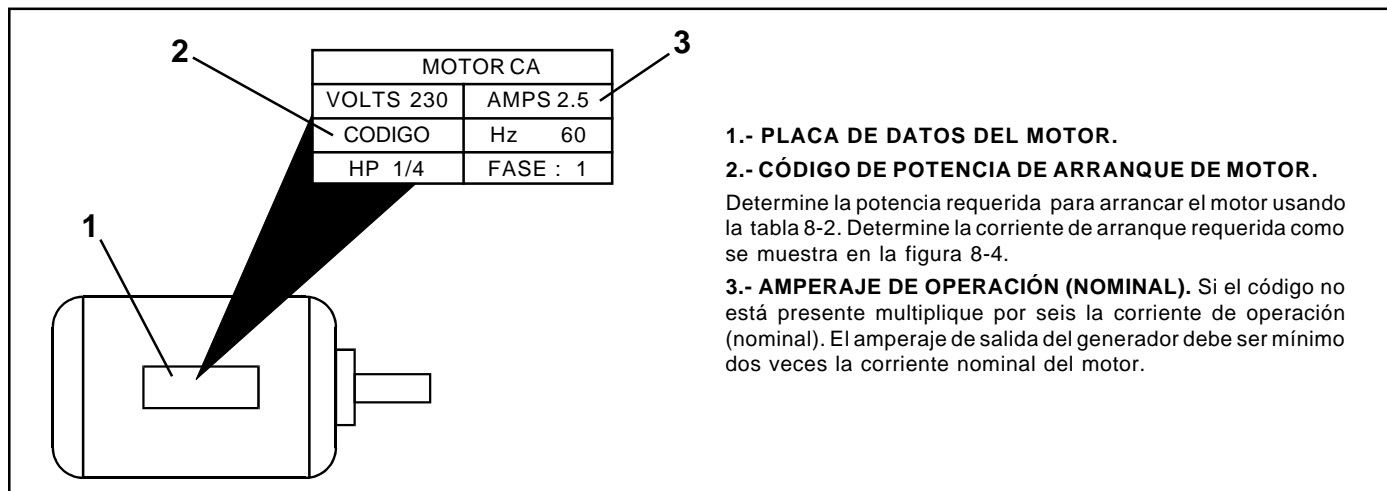 2
3
MOTOR CA
VOLTS 230 AMPS 2.5
CODIGO Hz 60
HP 1/4 FASE : 1
1
1.- PLACA DE DATOS DEL MOTOR.
2.- CÓDIGO DE POTENCIA DE ARRANQUE DE MOTOR.
Determine la potencia requerida para arrancar el motor usando
la tabla 8-2. Determine la corriente de arranque requerida como
se muestra en la figura 8-4.
3.- AMPERAJE DE OPERACIÓN (NOMINAL). Si el código no
está presente multiplique por seis la corriente de operación
(nominal). El amperaje de salida del generador debe ser mínimo
dos veces la corriente nominal del motor.